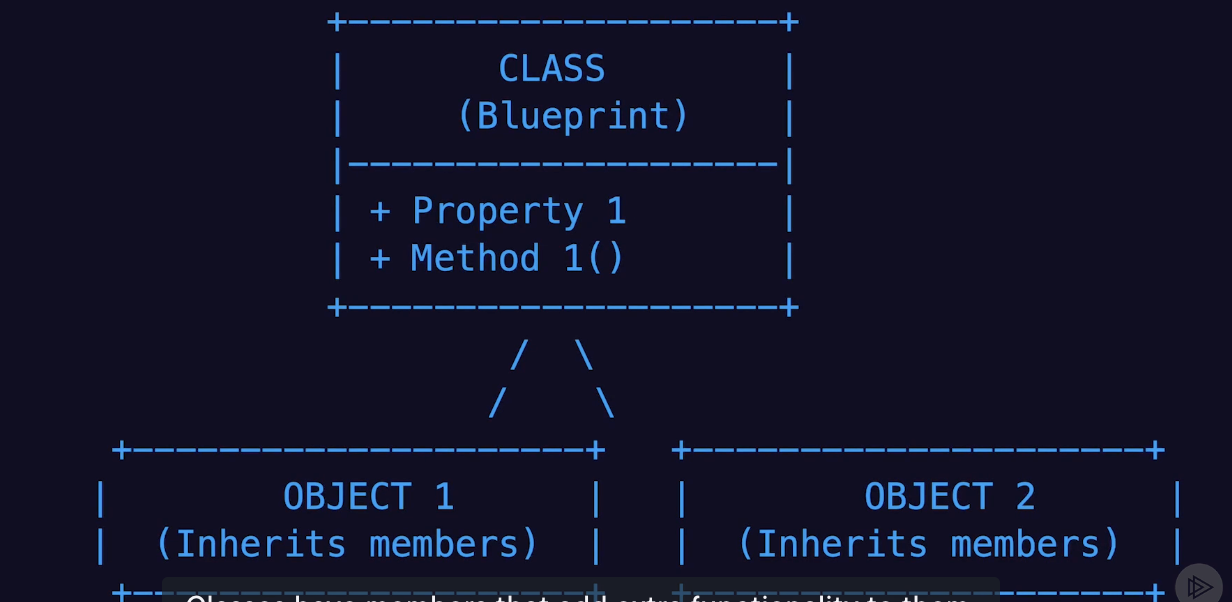 +--------------------+
| CLASS |
| (Blueprint) |
|--------------------|
| + Property 1 |
| + Method 1() |
+--------------------+
/ \
/ \
+---------------------+ +---------------------+
| OBJECT 1 | | OBJECT 2 |
| (Inherits members) | | (Inherits members) |
+---------------------+ +---------------------+
Classes have members that add extra functionality to them